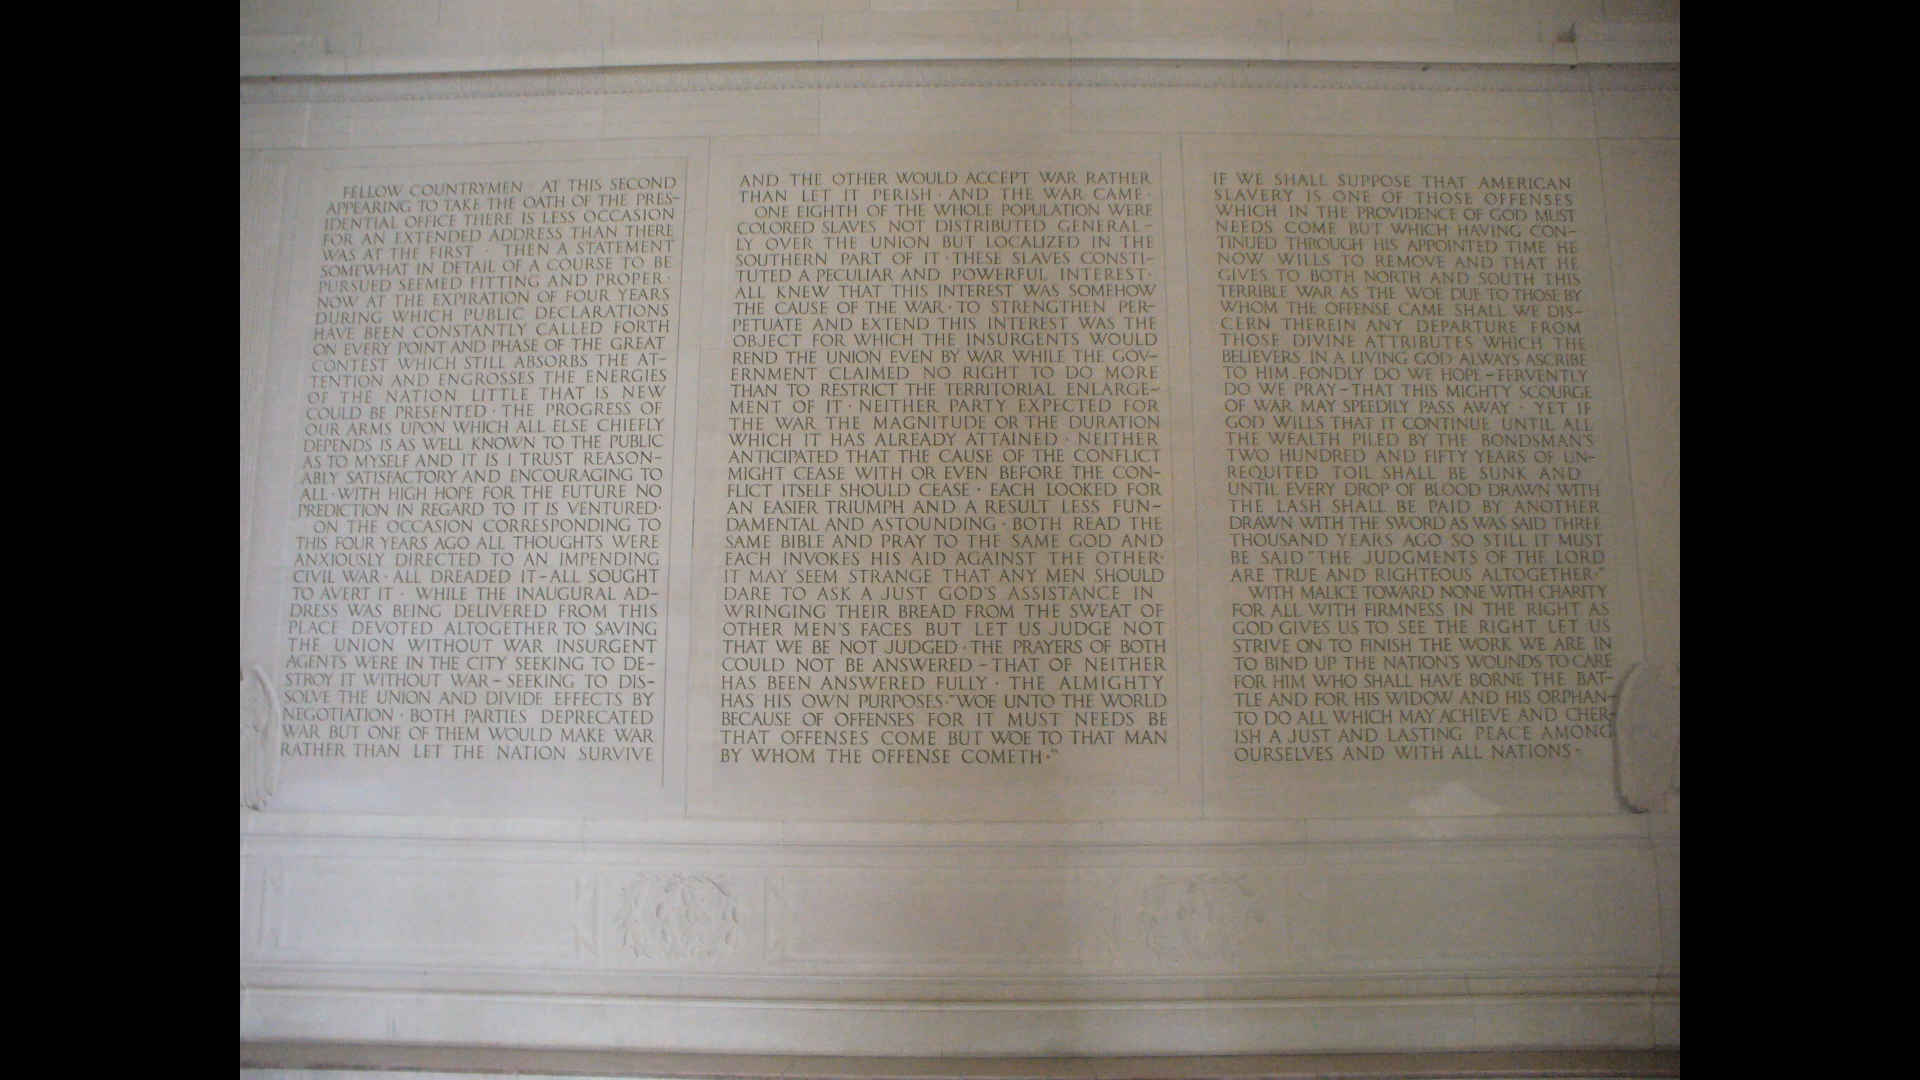 FELLOW COUNTRYMEN · AT THIS SECOND
APPEARING TO TAKE THE OATH OF THE PRES-
IDENTIAL OFFICE THERE IS LESS OCCASION
FOR AN EXTENDED ADDRESS THAN THERE
WAS AT THE FIRST · THEN A STATEMENT
SOMEWHAT IN DETAIL OF A COURSE TO BE
PURSUED SEEMED FITTING AND PROPER ·
NOW AT THE EXPIRATION OF FOUR YEARS
DURING WHICH PUBLIC DECLARATIONS
HAVE BEEN CONSTANTLY CALLED FORTH
ON EVERY POINT AND PHASE OF THE GREAT
CONTEST WHICH STILL ABSORBS THE AT-
TENTION AND ENGROSSES THE ENERGIES
OF THE NATION LITTLE THAT IS NEW
COULD BE PRESENTED · THE PROGRESS OF
OUR ARMS UPON WHICH ALL ELSE CHIEFLY
DEPENDS IS AS WELL KNOWN TO THE PUBLIC
AS TO MYSELF AND IT IS I TRUST REASON-
ABLY SATISFACTORY AND ENCOURAGING TO
ALL · WITH HIGH HOPE FOR THE FUTURE NO
PREDICTION IN REGARD TO IT IS VENTURED ·
ON THE OCCASION CORRESPONDING TO
THIS FOUR YEARS AGO ALL THOUGHTS WERE
ANXIOUSLY DIRECTED TO AN IMPENDING
CIVIL WAR · ALL DREADED IT – ALL SOUGHT
TO AVERT IT · WHILE THE INAUGURAL AD-
DRESS WAS BEING DELIVERED FROM THIS
PLACE DEVOTED ALTOGETHER TO SAVING
THE UNION WITHOUT WAR INSURGENT
AGENTS WERE IN THE CITY SEEKING TO DE-
STROY IT WITHOUT WAR – SEEKING TO DIS-
SOLVE THE UNION AND DIVIDE EFFECTS BY
NEGOTIATION · BOTH PARTIES DEPRECATED
WAR BUT ONE OF THEM WOULD MAKE WAR
RATHER THAN LET THE NATION SURVIVE
AND THE OTHER WOULD ACCEPT WAR RATHER
THAN LET IT PERISH · AND THE WAR CAME ·
ONE EIGHTH OF THE WHOLE POPULATION WERE
COLORED SLAVES NOT DISTRIBUTED GENERAL-
LY OVER THE UNION BUT LOCALIZED IN THE
SOUTHERN PART OF IT · THESE SLAVES CONSTI-
TUTED A PECULIAR AND POWERFUL INTEREST ·
ALL KNEW THAT THIS INTEREST WAS SOMEHOW
THE CAUSE OF THE WAR · TO STRENGTHEN PER-
PETUATE AND EXTEND THIS INTEREST WAS THE
OBJECT FOR WHICH THE INSURGENTS WOULD
REND THE UNION EVEN BY WAR WHILE THE GOV-
ERNMENT CLAIMED NO RIGHT TO DO MORE
THAN TO RESTRICT THE TERRITORIAL ENLARGE-
MENT OF IT · NEITHER PARTY EXPECTED FOR
THE WAR THE MAGNITUDE OR THE DURATION
WHICH IT HAS ALREADY ATTAINED · NEITHER
ANTICIPATED THAT THE CAUSE OF THE CONFLICT
MIGHT CEASE WITH OR EVEN BEFORE THE CON-
FLICT ITSELF SHOULD CEASE · EACH LOOKED FOR
AN EASIER TRIUMPH AND A RESULT LESS FUN-
DAMENTAL AND ASTOUNDING · BOTH READ THE
SAME BIBLE AND PRAY TO THE SAME GOD AND
EACH INVOKES HIS AID AGAINST THE OTHER ·
IT MAY SEEM STRANGE THAT ANY MEN SHOULD
DARE TO ASK A JUST GOD'S ASSISTANCE IN
WRINGING THEIR BREAD FROM THE SWEAT OF
OTHER MEN'S FACES BUT LET US JUDGE NOT
THAT WE BE NOT JUDGED · THE PRAYERS OF BOTH
COULD NOT BE ANSWERED – THAT OF NEITHER
HAS BEEN ANSWERED FULLY · THE ALMIGHTY
HAS HIS OWN PURPOSES · "WOE UNTO THE WORLD
BECAUSE OF OFFENSES FOR IT MUST NEEDS BE
THAT OFFENSES COME BUT WOE TO THAT MAN
BY WHOM THE OFFENSE COMETH ·"
IF WE SHALL SUPPOSE THAT AMERICAN
SLAVERY IS ONE OF THOSE OFFENSES
WHICH IN THE PROVIDENCE OF GOD MUST
NEEDS COME BUT WHICH HAVING CON-
TINUED THROUGH HIS APPOINTED TIME HE
NOW WILLS TO REMOVE AND THAT HE
GIVES TO BOTH NORTH AND SOUTH THIS
TERRIBLE WAR AS THE WOE DUE TO THOSE BY
WHOM THE OFFENSE CAME SHALL WE DIS-
CERN THEREIN ANY DEPARTURE FROM
THOSE DIVINE ATTRIBUTES WHICH THE
BELIEVERS IN A LIVING GOD ALWAYS ASCRIBE
TO HIM. FONDLY DO WE HOPE – FERVENTLY
DO WE PRAY – THAT THIS MIGHTY SCOURGE
OF WAR MAY SPEEDILY PASS AWAY · YET IF
GOD WILLS THAT IT CONTINUE UNTIL ALL
THE WEALTH PILED BY THE BONDSMAN'S
TWO HUNDRED AND FIFTY YEARS OF UN-
REQUITED TOIL SHALL BE SUNK AND
UNTIL EVERY DROP OF BLOOD DRAWN WITH
THE LASH SHALL BE PAID BY ANOTHER
DRAWN WITH THE SWORD AS WAS SAID THREE
THOUSAND YEARS AGO SO STILL IT MUST
BE SAID "THE JUDGMENTS OF THE LORD
ARE TRUE AND RIGHTEOUS ALTOGETHER ·"
WITH MALICE TOWARD NONE WITH CHARITY
FOR ALL WITH FIRMNESS IN THE RIGHT AS
GOD GIVES US TO SEE THE RIGHT LET US
STRIVE ON TO FINISH THE WORK WE ARE IN
TO BIND UP THE NATION'S WOUNDS TO CARE
FOR HIM WHO SHALL HAVE BORNE THE BAT-
TLE AND FOR HIS WIDOW AND HIS ORPHAN –
TO DO ALL WHICH MAY ACHIEVE AND CHER-
ISH A JUST AND LASTING PEACE AMONG
OURSELVES AND WITH ALL NATIONS ·